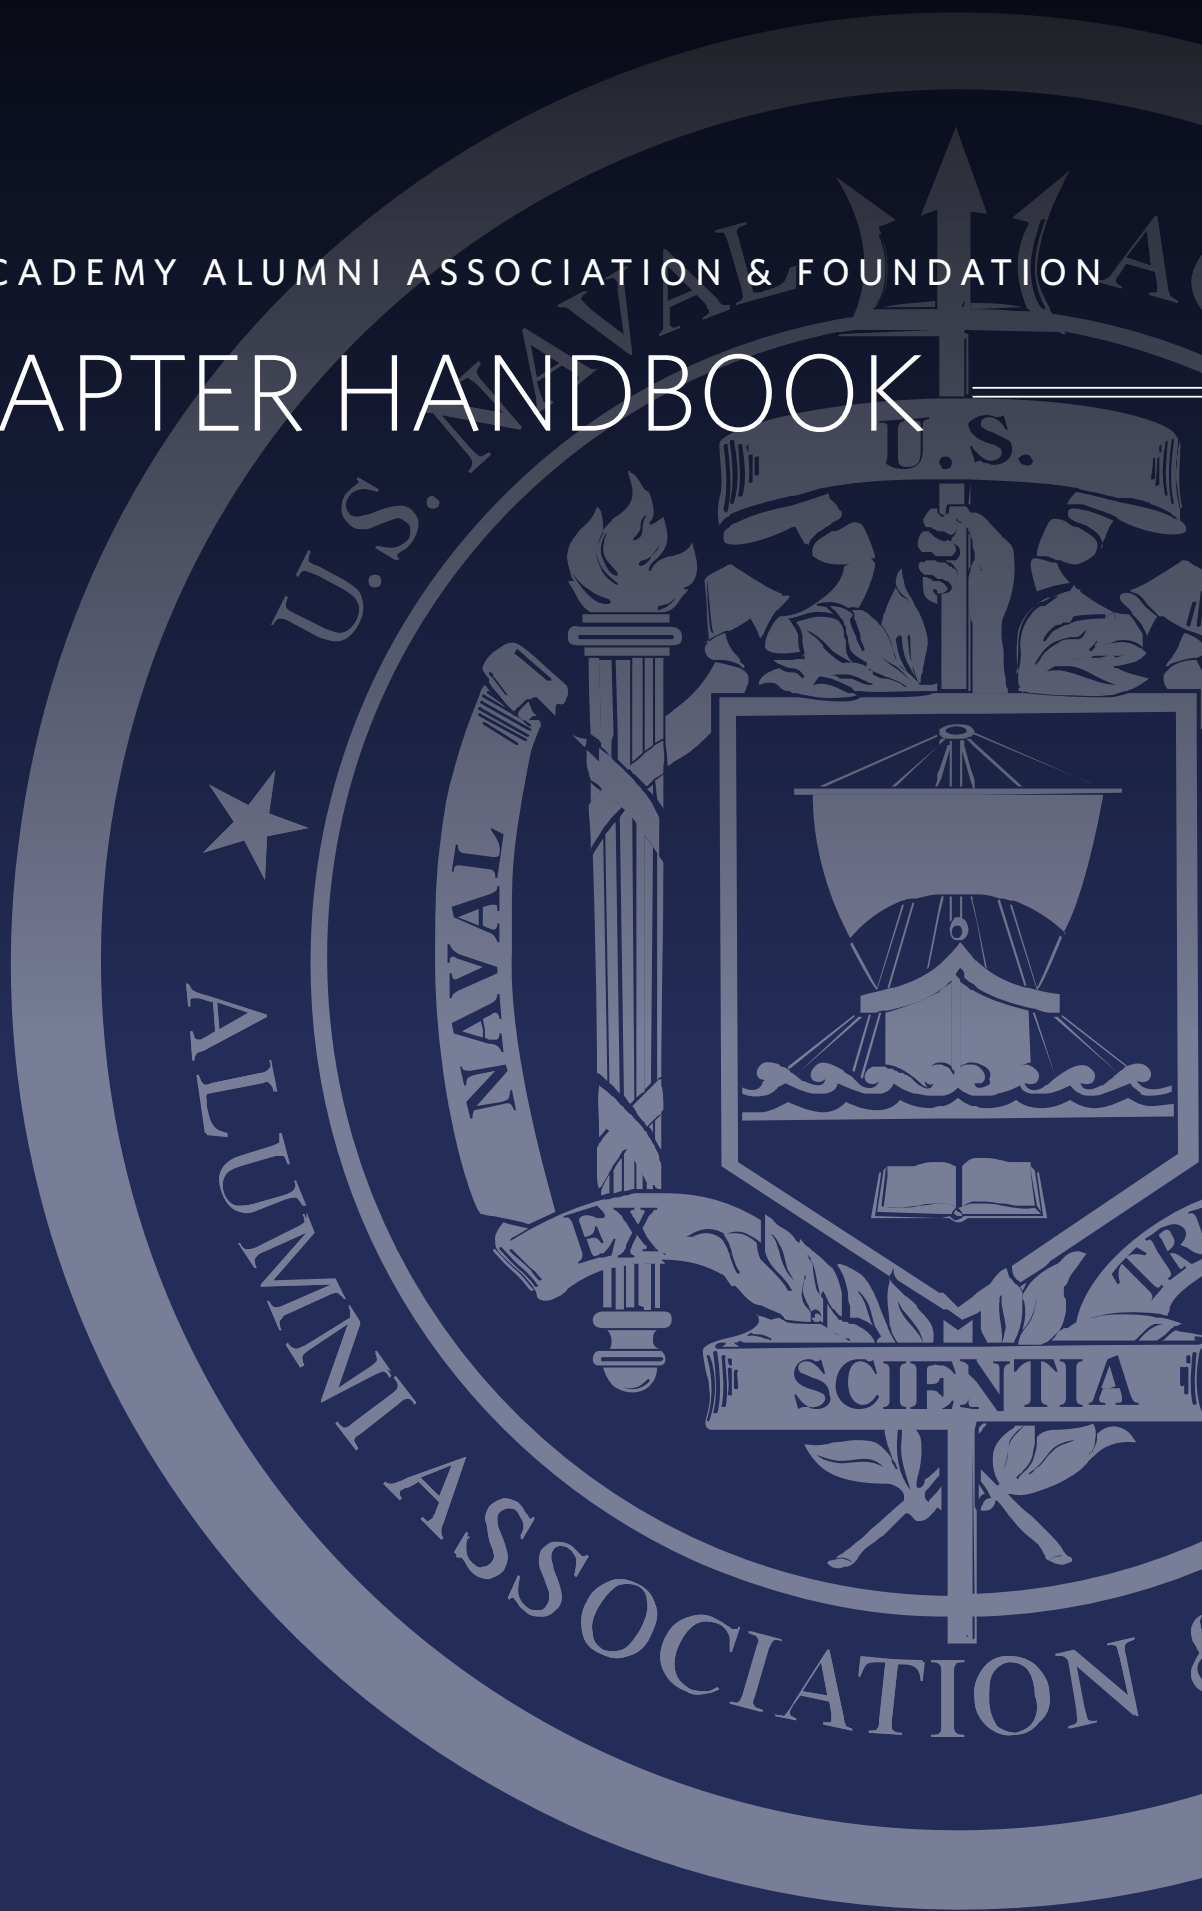 CADEMY ALUMNI ASSOCIATION & FOUNDATION
APTER HANDBOOK
U.S. NAVAL
U.S.
NAVAL
EX
SCIENTIA
ALUMNI ASSOCIATION &